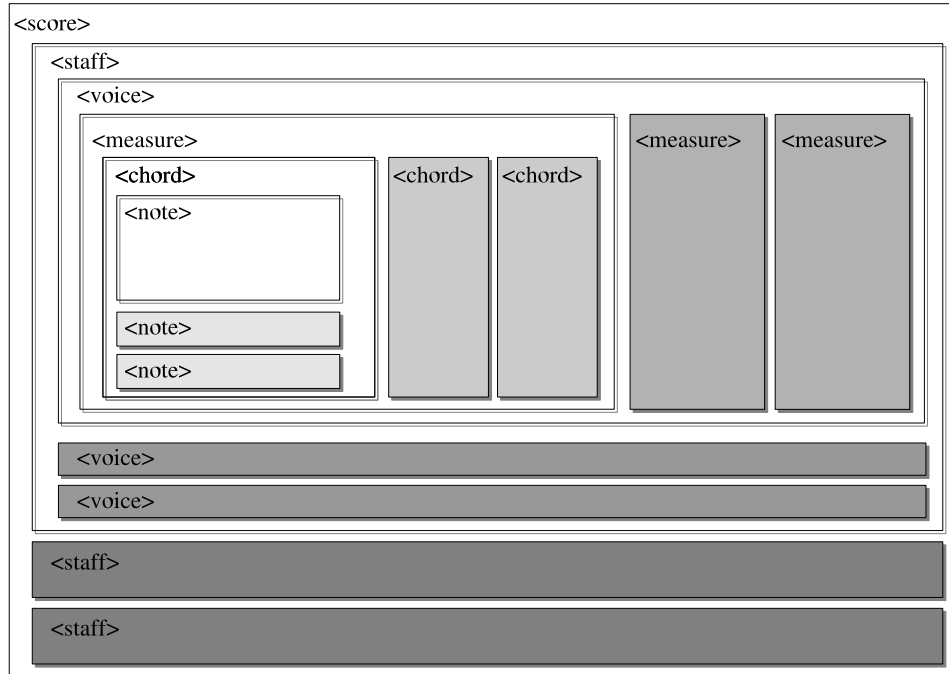 <score>
<staff>
<voice>
<measure> <measure> <measure>
<chord> <chord> <chord>
<note>
<note>
<note>
<voice>
<voice>
<staff>
<staff>